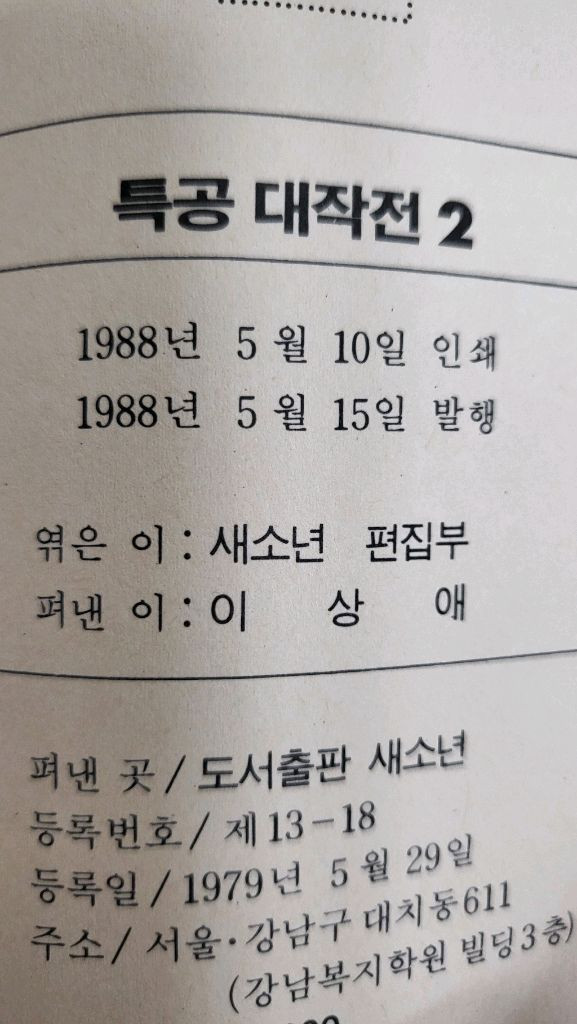 특공 대작전 2
1988년 5월 10일 인쇄
1988년 5월 15일 발행
엮은 이 : 새소년 편집부
펴낸 이 : 이 상 애
펴낸 곳 / 도서출판 새소년
등록번호 / 제13-18
등록일 / 1979년 5월 29일
주소 / 서울·강남구 대치동611
(강남복지학원 빌딩3층)